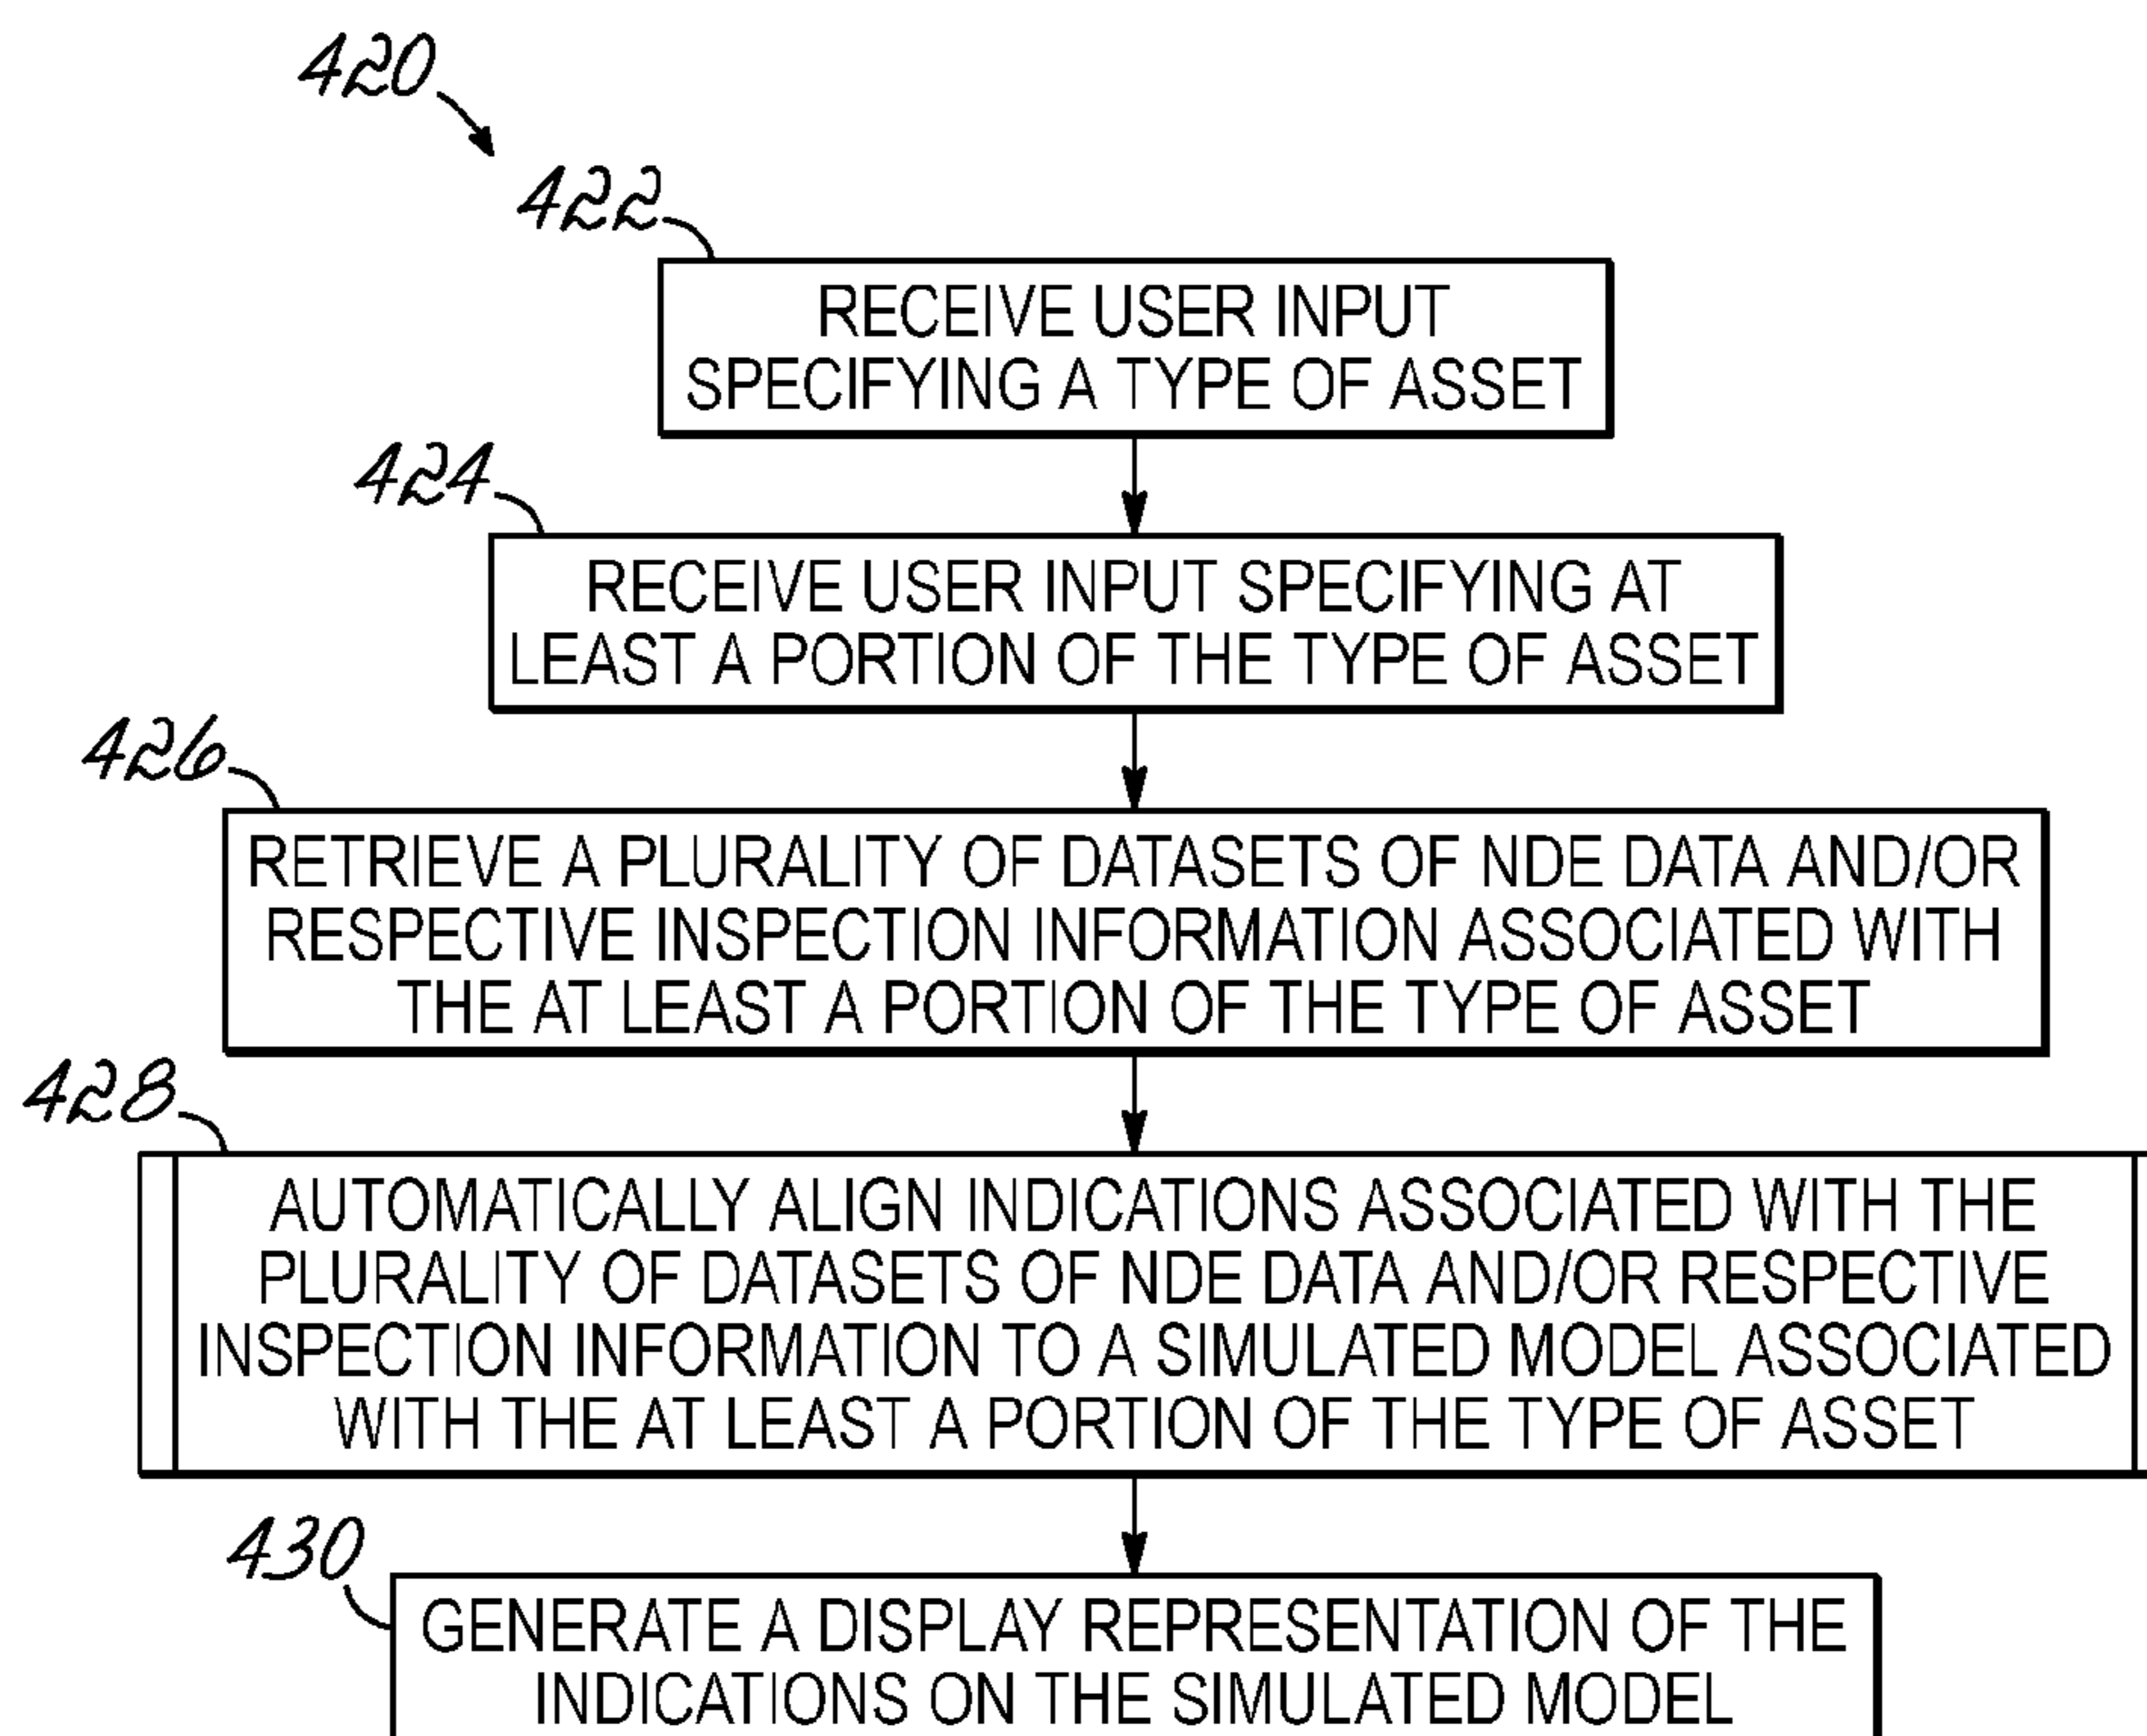 420
422
RECEIVE USER INPUT
SPECIFYING A TYPE OF ASSET
424
RECEIVE USER INPUT SPECIFYING AT
LEAST A PORTION OF THE TYPE OF ASSET
426
RETRIEVE A PLURALITY OF DATASETS OF NDE DATA AND/OR
RESPECTIVE INSPECTION INFORMATION ASSOCIATED WITH
THE AT LEAST A PORTION OF THE TYPE OF ASSET
428
AUTOMATICALLY ALIGN INDICATIONS ASSOCIATED WITH THE
PLURALITY OF DATASETS OF NDE DATA AND/OR RESPECTIVE
INSPECTION INFORMATION TO A SIMULATED MODEL ASSOCIATED
WITH THE AT LEAST A PORTION OF THE TYPE OF ASSET
430
GENERATE A DISPLAY REPRESENTATION OF THE
INDICATIONS ON THE SIMULATED MODEL